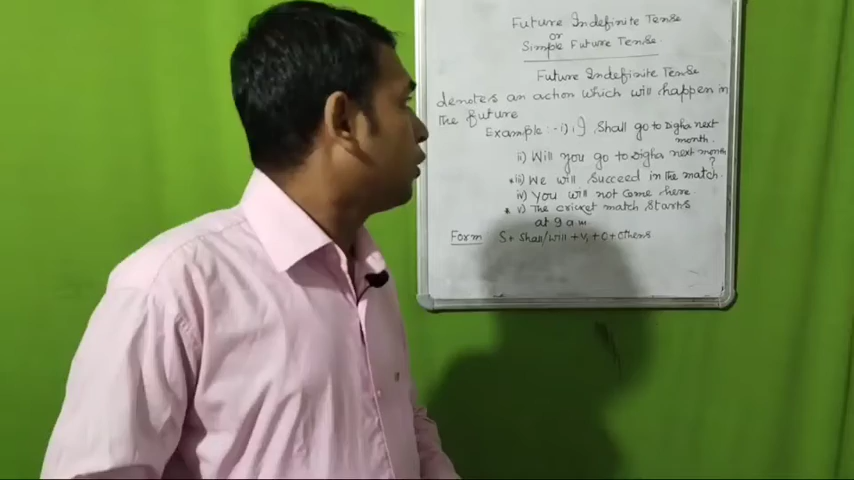 Future Indefinite Tense
or
Simple Future Tense
Future Indefinite Tense
denotes an action which will happen in
the future
Example:- i) I shall go to Digha next
month.
ii) Will you go to Digha next month
?
*iii) We will succeed in the match.
iv) You will not come here.
* v) The cricket match starts
at 9 a.m
Form S+ shall/will + V1 + O + others